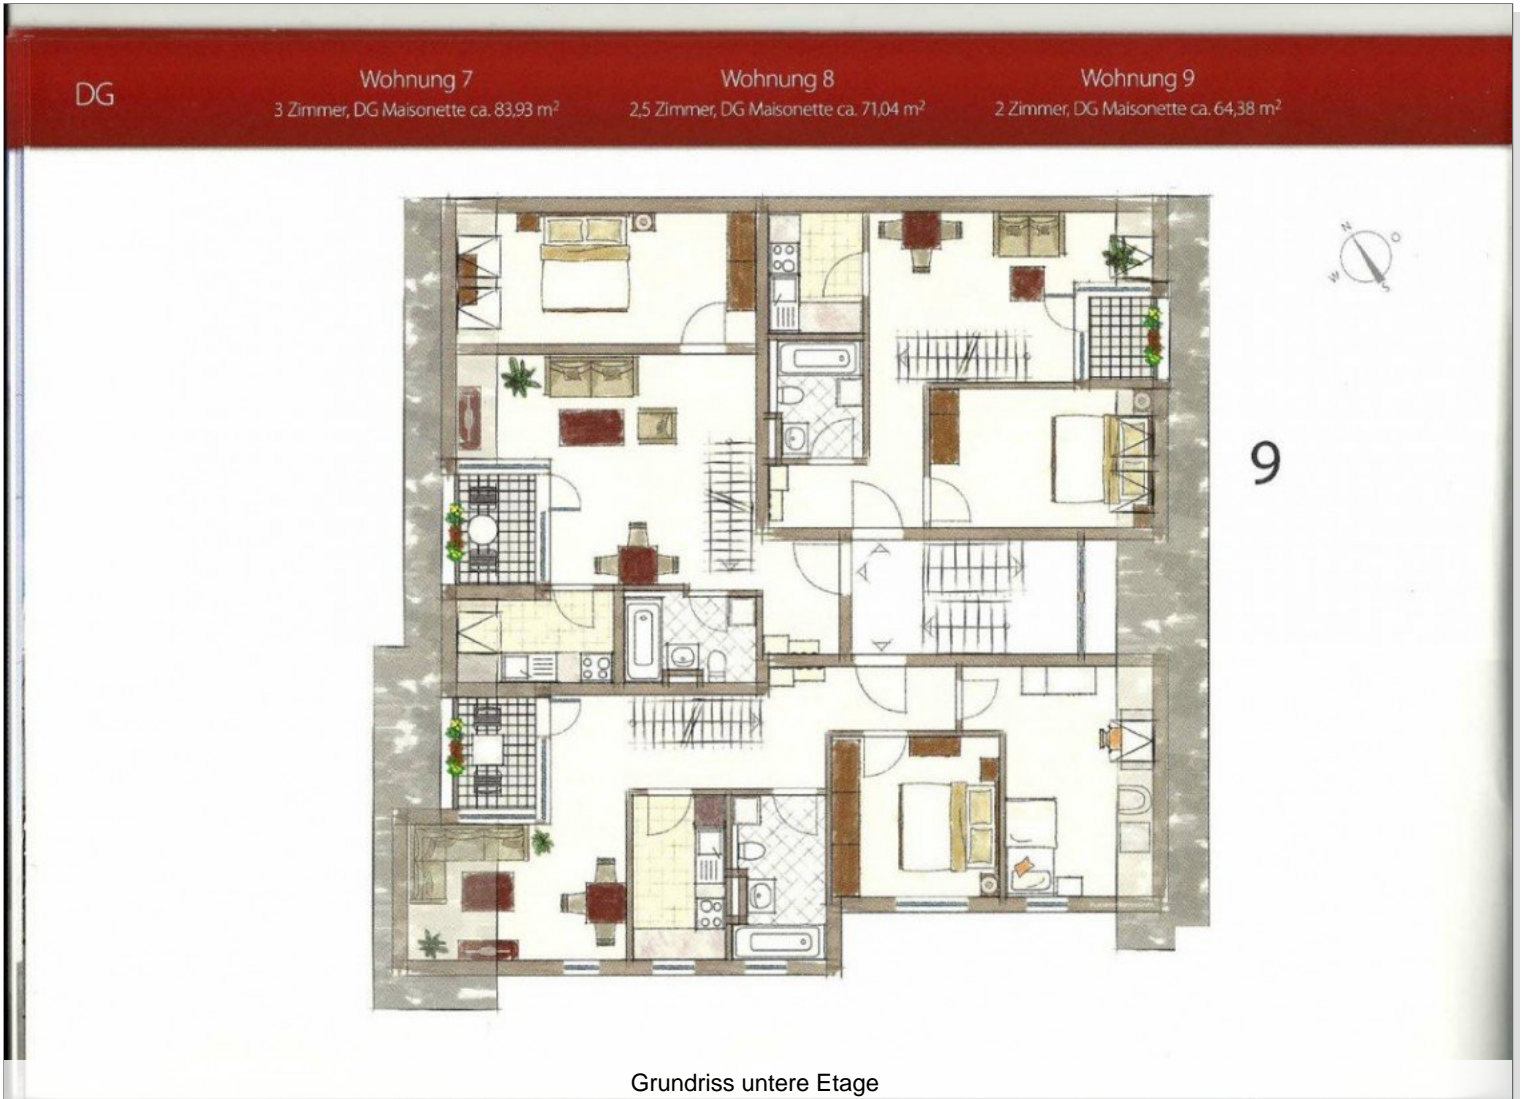 DG
Wohnung 7
3 Zimmer, DG Maisonette ca. 83,93 m²
Wohnung 8
2,5 Zimmer, DG Maisonette ca. 71,04 m²
Wohnung 9
2 Zimmer, DG Maisonette ca. 64,38 m²
N
O
W
S
9
Grundriss untere Etage